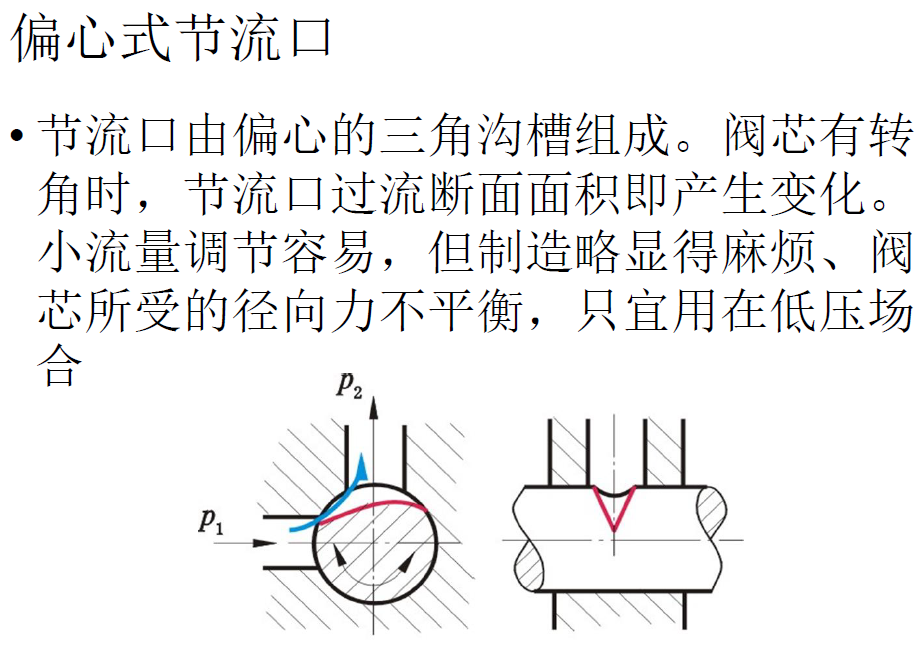 偏心式节流口
• 节流口由偏心的三角沟槽组成。阀芯有转
角时，节流口过流断面面积即产生变化。
小流量调节容易，但制造略显得麻烦、阀
芯所受的径向力不平衡，只宜用在低压场
合
p₂
p₁